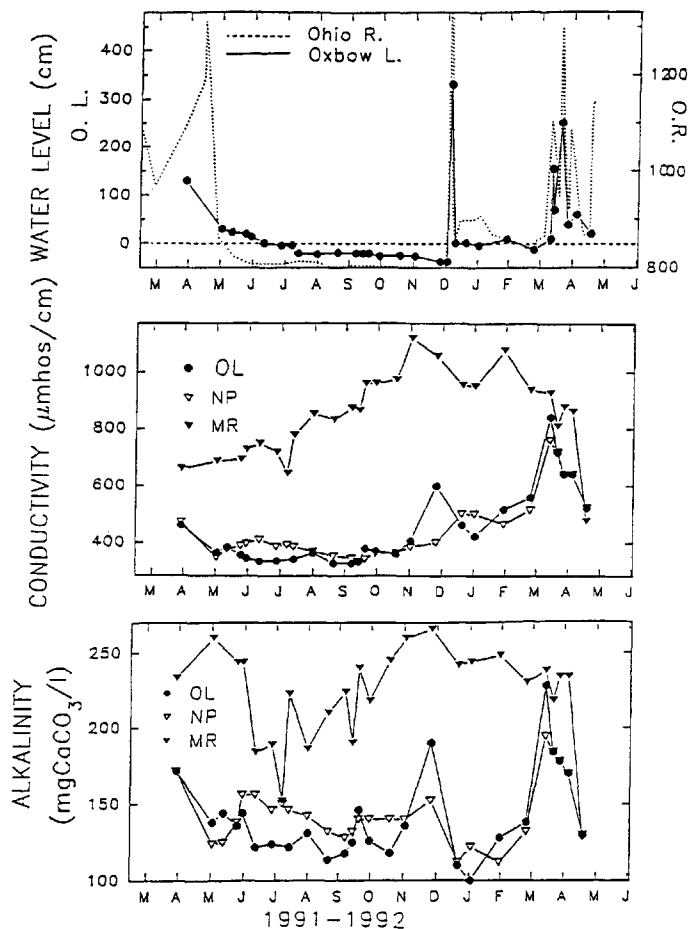 Ohio R.
Oxbow L.
WATER LEVEL (cm)
O. L.
400
300
200
100
0
1200
1000
800
O.R.
M A M J J A S O N D J F M A M J
CONDUCTIVITY (µmhos/cm)
1000
800
600
400
OL
NP
MR
M A M J J A S O N D J F M A M J
ALKALINITY
(mgCaCO3/l)
250
200
150
100
OL
NP
MR
M A M J J A S O N D J F M A M J
1991-1992